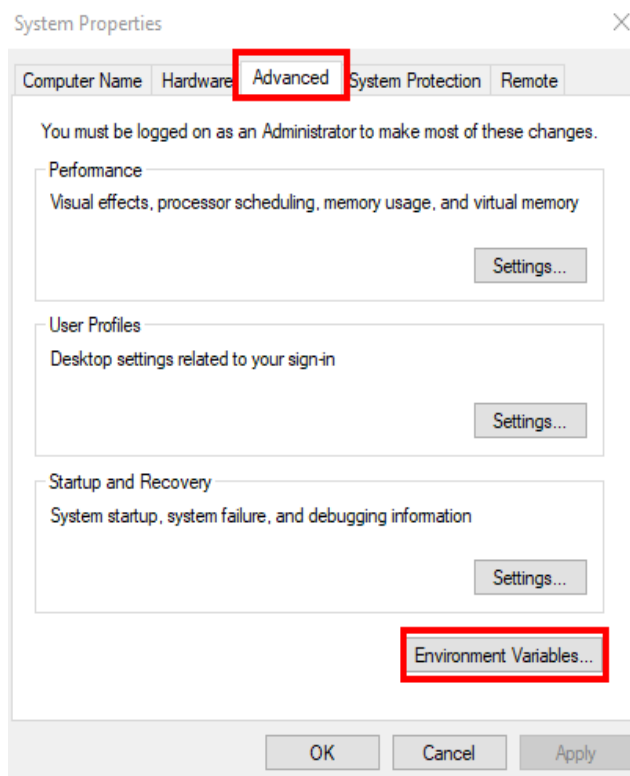 System Properties
Computer Name Hardware Advanced System Protection Remote
You must be logged on as an Administrator to make most of these changes.
Performance
Visual effects, processor scheduling, memory usage, and virtual memory
Settings...
User Profiles
Desktop settings related to your sign-in
Settings...
Startup and Recovery
System startup, system failure, and debugging information
Settings...
Environment Variables...
OK Cancel Apply